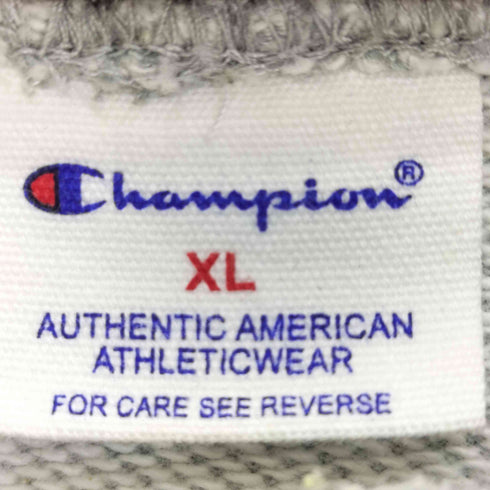 Champion®
XL
AUTHENTIC AMERICAN
ATHLETICWEAR
FOR CARE SEE REVERSE